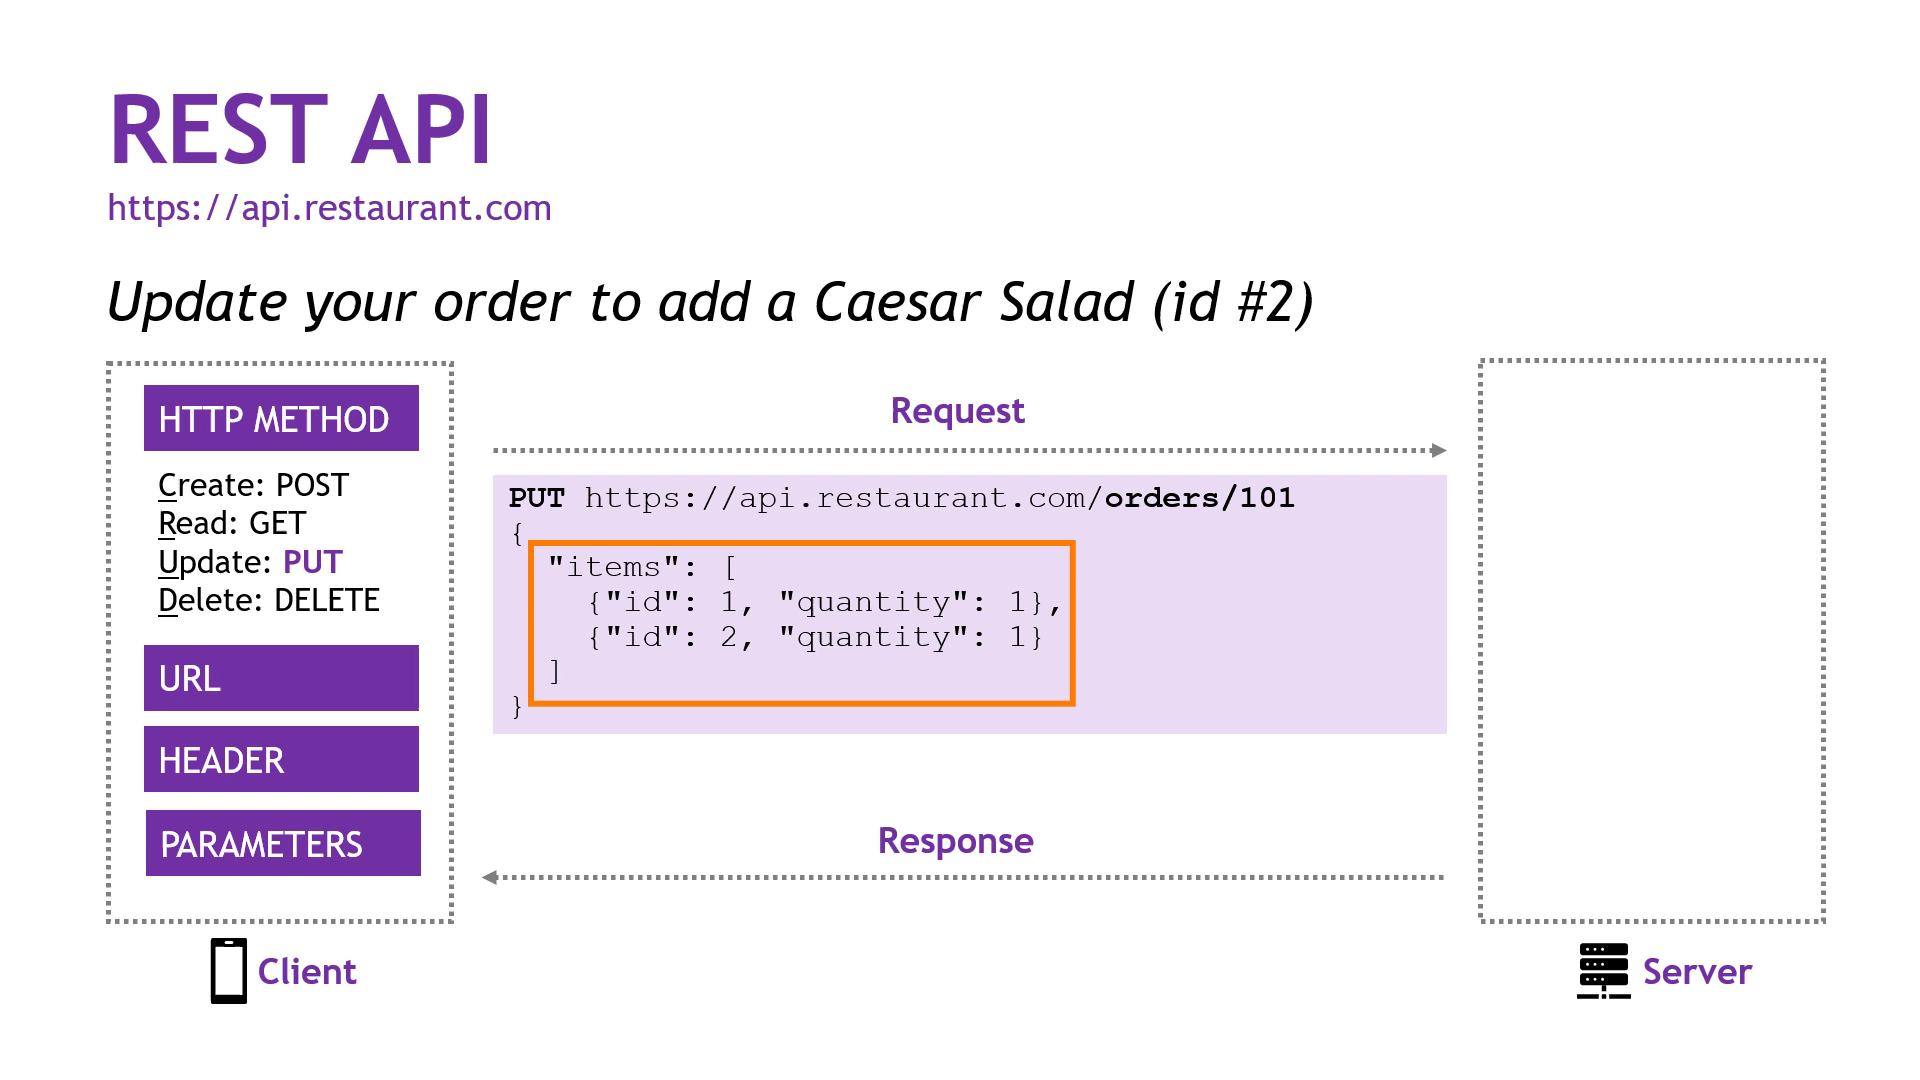 REST API
https://api.restaurant.com
Update your order to add a Caesar Salad (id #2)
HTTP METHOD
Create: POST
Read: GET
Update: PUT
Delete: DELETE
URL
HEADER
PARAMETERS
Client
Request
PUT https://api.restaurant.com/orders/101
{
  "items": [
    {"id": 1, "quantity": 1},
    {"id": 2, "quantity": 1}
  ]
}
Response
Server